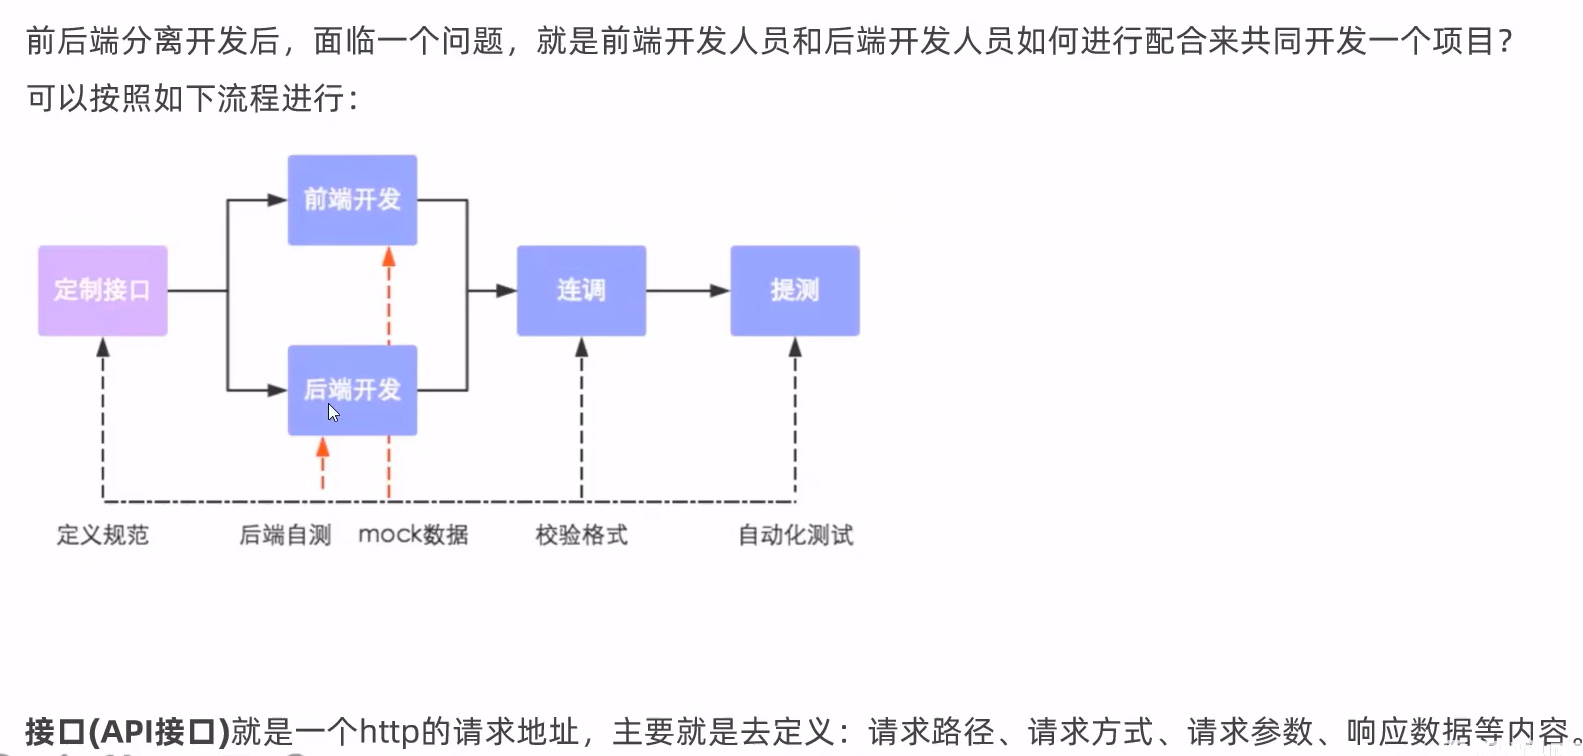 前后端分离开发后，面临一个问题，就是前端开发人员和后端开发人员如何进行配合来共同开发一个项目？
可以按照如下流程进行：
前端开发
定制接口
连调
提测
后端开发
定义规范
后端自测
mock数据
校验格式
自动化测试
接口(API接口)就是一个http的请求地址，主要就是去定义：请求路径、请求方式、请求参数、响应数据等内容。